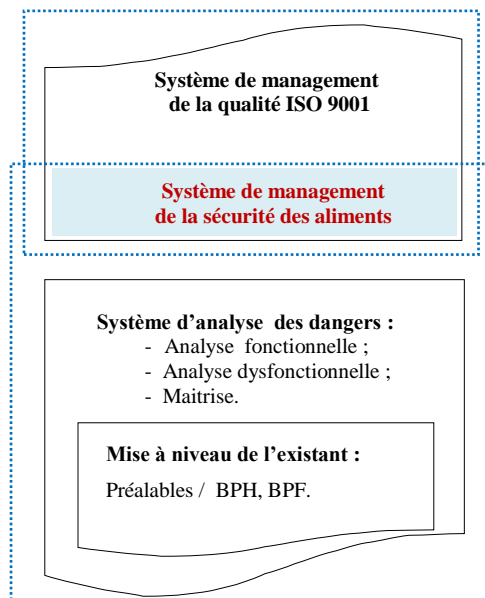 Système de management
de la qualité ISO 9001
Système de management
de la sécurité des aliments
Système d’analyse des dangers :
- Analyse fonctionnelle ;
- Analyse dysfonctionnelle ;
- Maitrise.
Mise à niveau de l’existant :
Préalables / BPH, BPF.